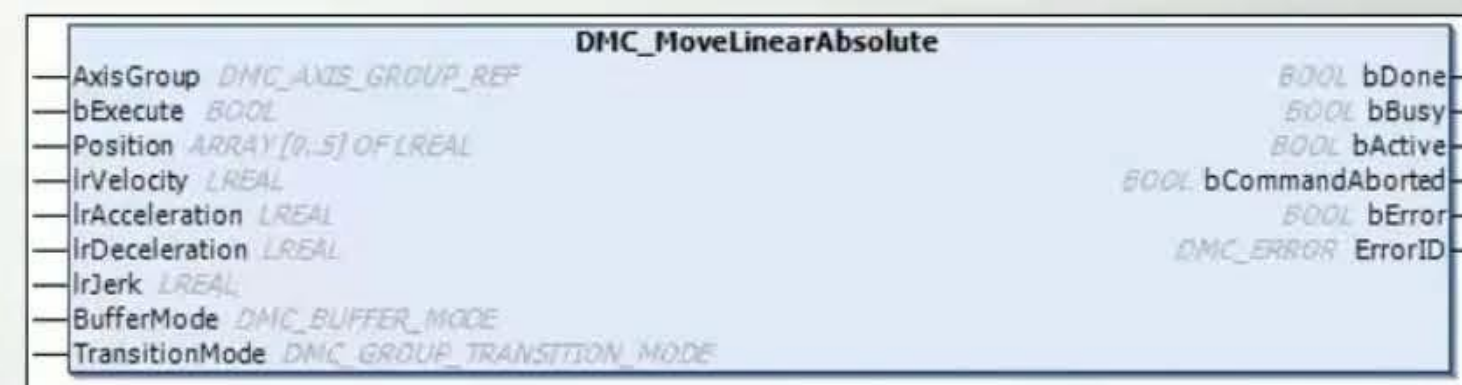 DMC_MoveLinearAbsolute
AxisGroup DMC_AXIS_GROUP_REF BOOL bDone
bExecute BOOL BOOL bBusy
Position ARRAY [0..5] OF LREAL BOOL bActive
lrVelocity LREAL BOOL bCommandAborted
lrAcceleration LREAL BOOL bError
lrDeceleration LREAL DMC_ERROR ErrorID
lrJerk LREAL
BufferMode DMC_BUFFER_MODE
TransitionMode DMC_GROUP_TRANSITION_MODE